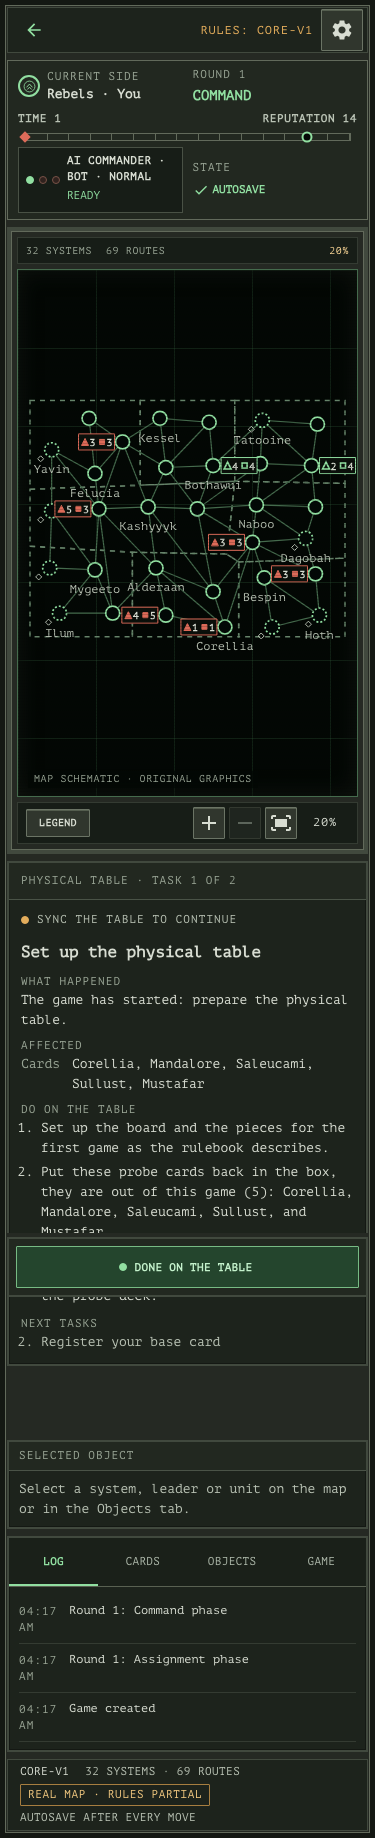 RULES: CORE-V1
CURRENT SIDE
Rebels · You
ROUND 1
COMMAND
TIME 1
REPUTATION 14
AI COMMANDER ·
BOT · NORMAL
READY
STATE
AUTOSAVE
32 SYSTEMS 69 ROUTES
20%
3 3
Kessel
Tatooine
Yavin
4 4
2 4
Felucia
Bothawui
5 3
Kashyyyk
Naboo
3 3
Dagobah
Mygeeto
Alderaan
3 3
Bespin
4 5
1 1
Ilum
Hoth
Corellia
MAP SCHEMATIC · ORIGINAL GRAPHICS
LEGEND
20%
PHYSICAL TABLE · TASK 1 OF 2
SYNC THE TABLE TO CONTINUE
Set up the physical table
WHAT HAPPENED
The game has started: prepare the physical
table.
AFFECTED
Cards Corellia, Mandalore, Saleucami,
Sullust, Mustafar
DO ON THE TABLE
1. Set up the board and the pieces for the
first game as the rulebook describes.
2. Put these probe cards back in the box,
they are out of this game (5): Corellia,
Mandalore, Saleucami, Sullust, and
Mustafar
DONE ON THE TABLE
the probe deck.
NEXT TASKS
2. Register your base card
SELECTED OBJECT
Select a system, leader or unit on the map
or in the Objects tab.
LOG
CARDS
OBJECTS
GAME
04:17 AM Round 1: Command phase
04:17 AM Round 1: Assignment phase
04:17 AM Game created
CORE-V1 32 SYSTEMS · 69 ROUTES
REAL MAP · RULES PARTIAL
AUTOSAVE AFTER EVERY MOVE